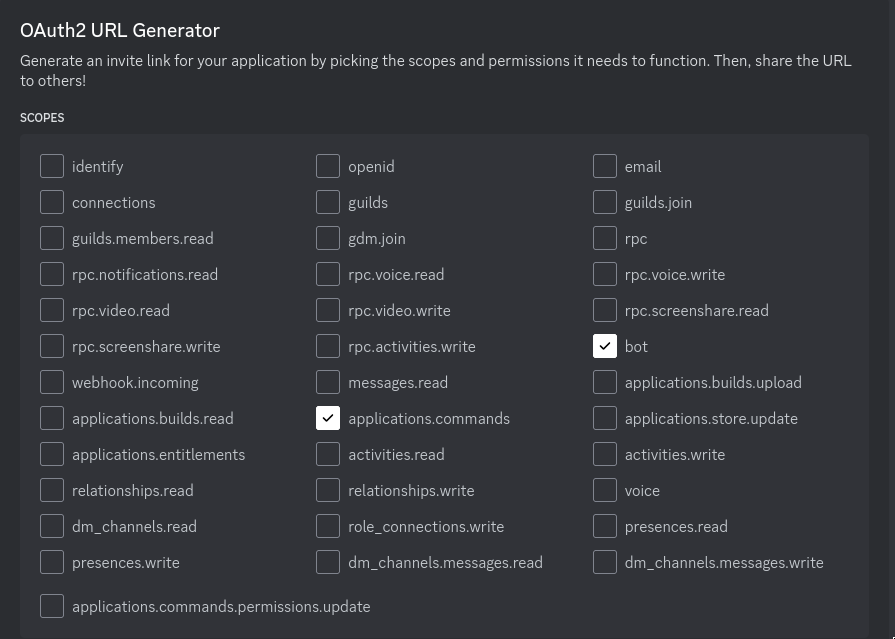 OAuth2 URL Generator
Generate an invite link for your application by picking the scopes and permissions it needs to function. Then, share the URL
to others!
SCOPES
identify openid email
connections guilds guilds.join
guilds.members.read gdm.join rpc
rpc.notifications.read rpc.voice.read rpc.voice.write
rpc.video.read rpc.video.write rpc.screenshare.read
rpc.screenshare.write rpc.activities.write bot
webhook.incoming messages.read applications.builds.upload
applications.builds.read applications.commands applications.store.update
applications.entitlements activities.read activities.write
relationships.read relationships.write voice
dm_channels.read role_connections.write presences.read
presences.write dm_channels.messages.read dm_channels.messages.write
applications.commands.permissions.update